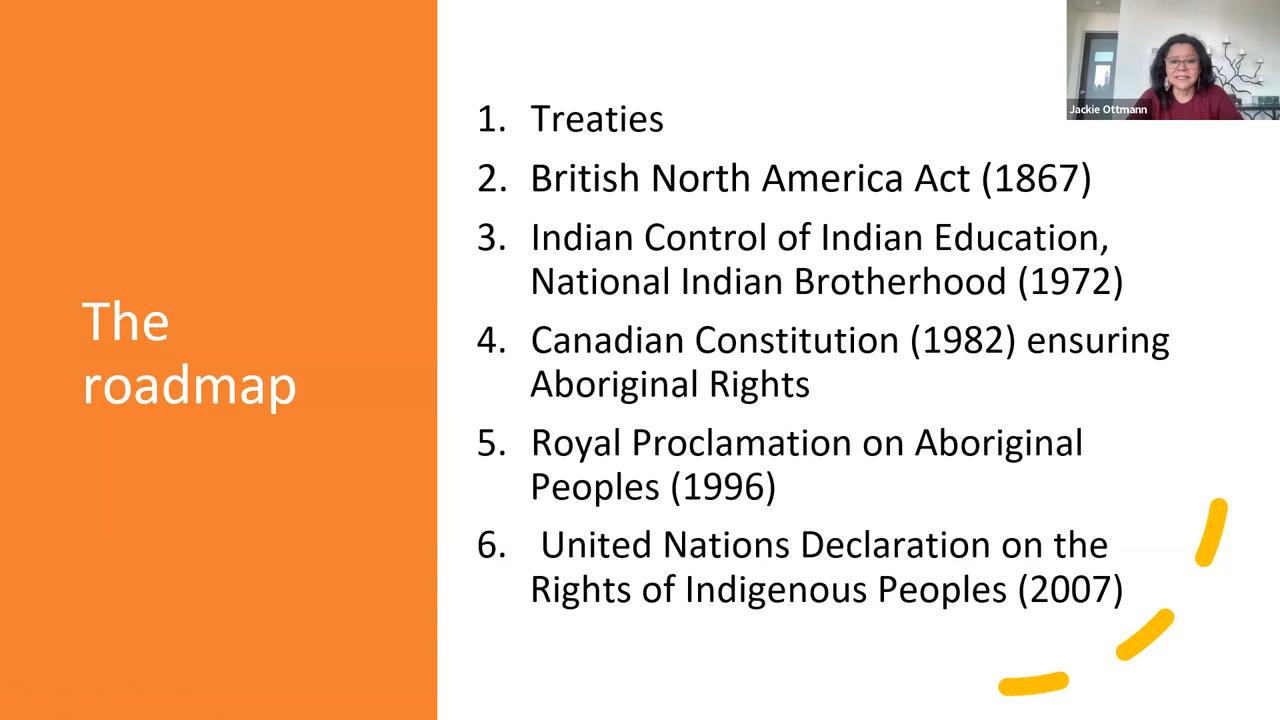 The
roadmap
1. Treaties
2. British North America Act (1867)
3. Indian Control of Indian Education,
National Indian Brotherhood (1972)
4. Canadian Constitution (1982) ensuring
Aboriginal Rights
5. Royal Proclamation on Aboriginal
Peoples (1996)
6. United Nations Declaration on the
Rights of Indigenous Peoples (2007)
Jackie Ottmann